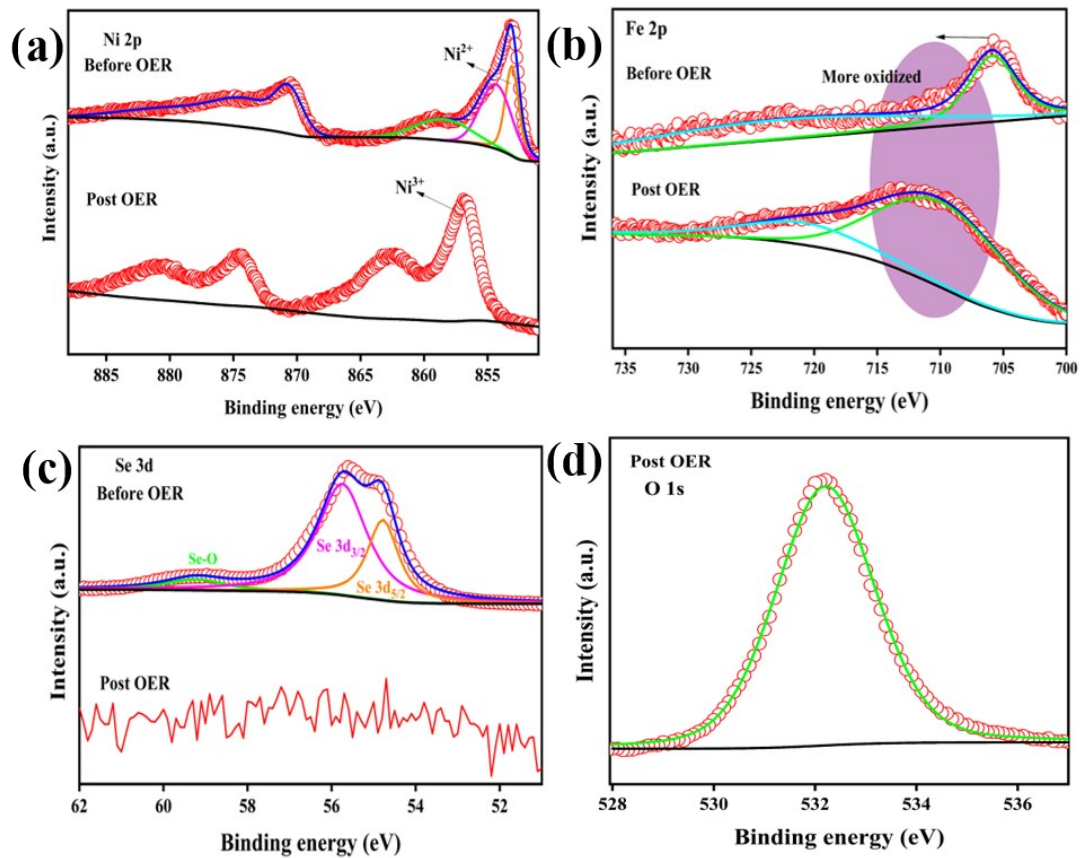 (a)
Ni 2p
Before OER
Ni²⁺
Post OER
Ni³⁺
Intensity (a.u.)
885 880 875 870 865 860 855
Binding energy (eV)
(b)
Fe 2p
Before OER
More oxidized
Post OER
Intensity (a.u.)
735 730 725 720 715 710 705 700
Binding energy (eV)
(c)
Se 3d
Before OER
Se-O
Se 3d₃/₂
Se 3d₅/₂
Post OER
Intensity (a.u.)
62 60 58 56 54 52
Binding energy (eV)
(d)
Post OER
O 1s
Intensity (a.u.)
528 530 532 534 536
Binding energy (eV)